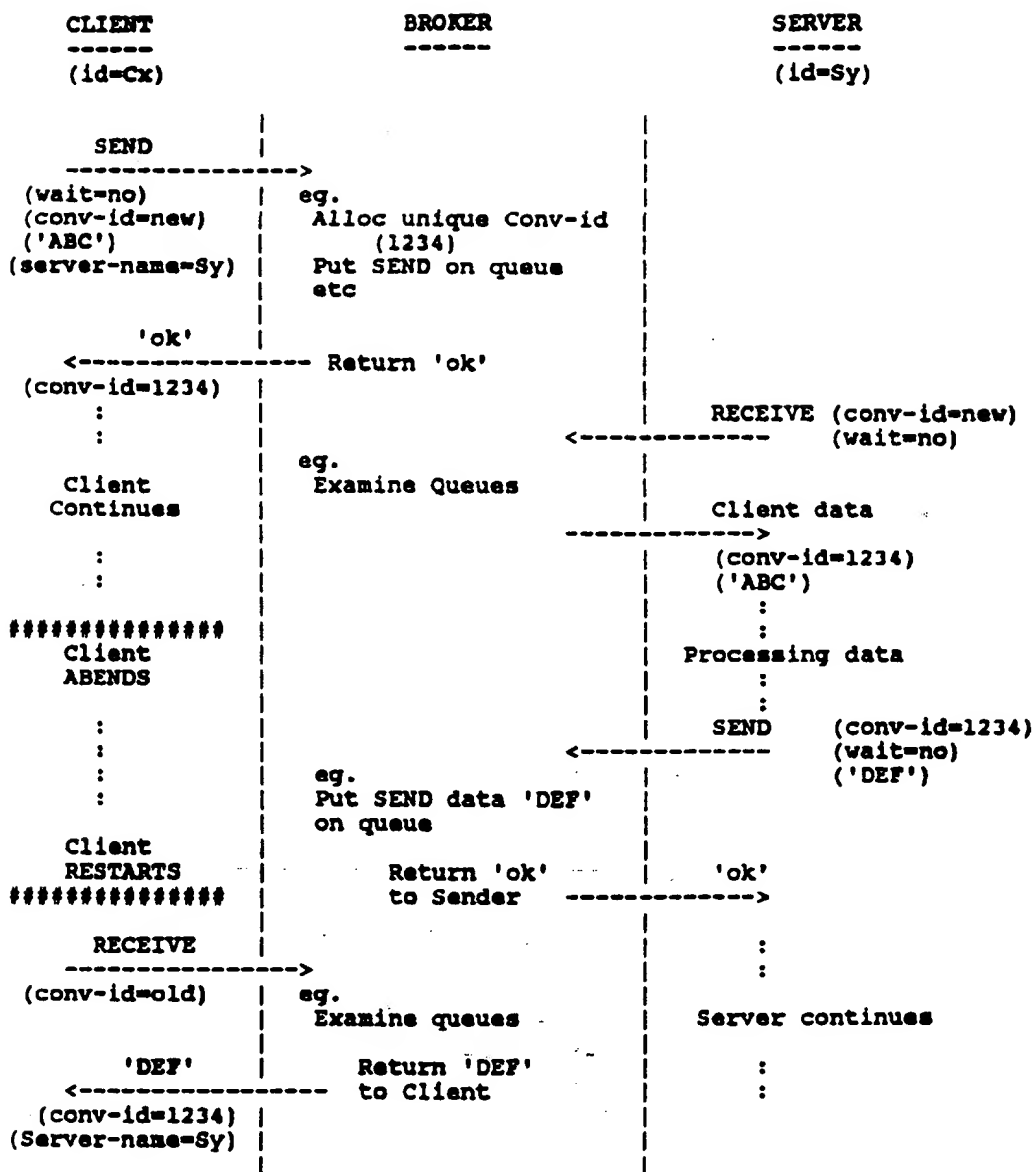 CLIENT BROKER SERVER
------ ------ ------
(id=Cx) (id=Sy)
SEND
---------------->
(wait=no) eg.
(conv-id=new) Alloc unique Conv-id
('ABC') (1234)
(server-name=Sy) Put SEND on queue
etc
'ok'
<---------------- Return 'ok'
(conv-id=1234)
: RECEIVE (conv-id=new)
: <------------- (wait=no)
eg.
Client Examine Queues
Continues Client data
------------->
: (conv-id=1234)
: ('ABC')
:
############### :
Client Processing data
ABENDS :
:
: SEND (conv-id=1234)
: <------------- (wait=no)
: eg. ('DEF')
: Put SEND data 'DEF'
on queue
Client
RESTARTS Return 'ok' 'ok'
############### to Sender ------------->
RECEIVE :
----------------> :
(conv-id=old) eg.
Examine queues Server continues
'DEF' Return 'DEF' :
<---------------- to Client :
(conv-id=1234)
(Server-name=Sy)